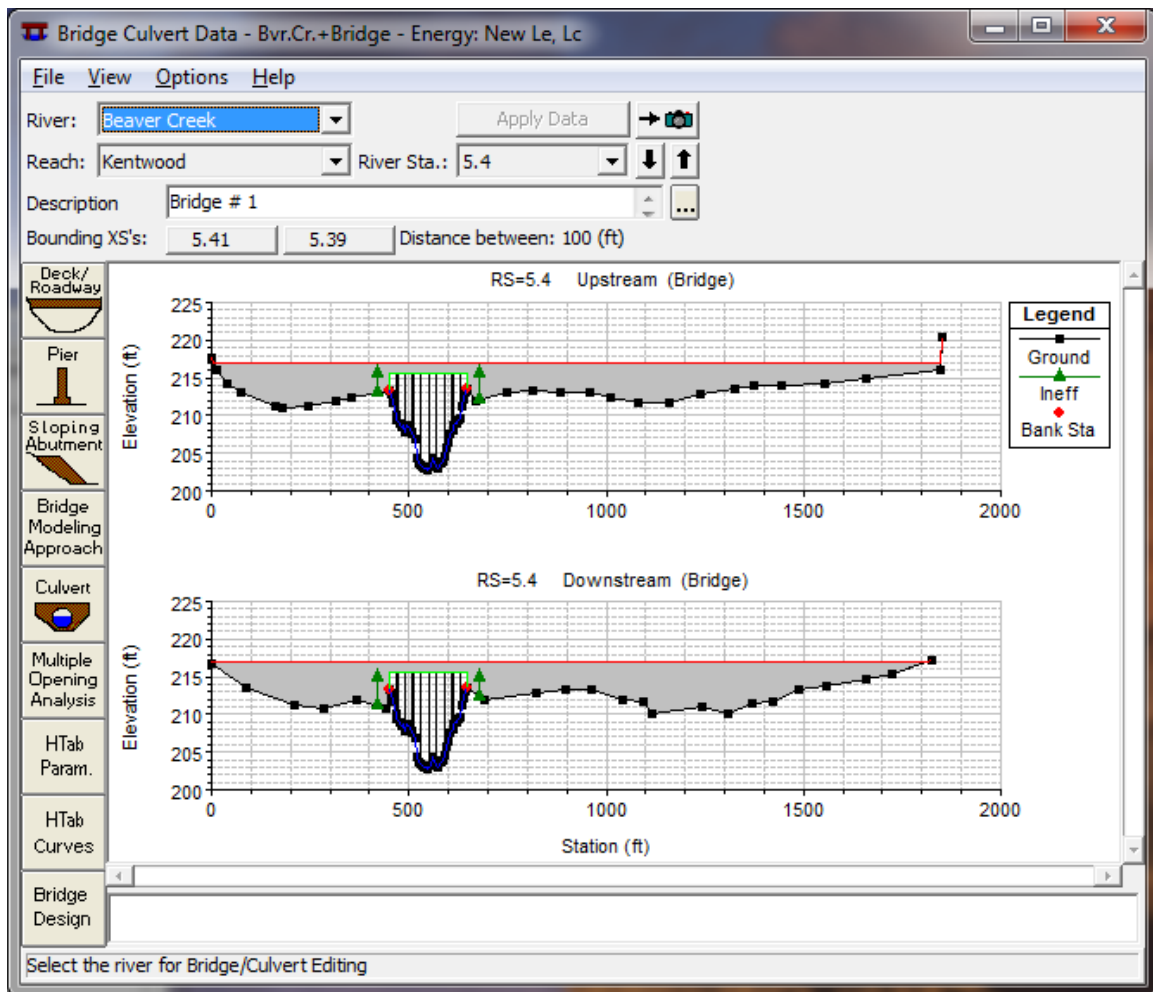 Bridge Culvert Data - Bvr.Cr.+Bridge - Energy: New Le, Lc
File View Options Help
River: Beaver Creek Apply Data
Reach: Kentwood River Sta.: 5.4
Description Bridge # 1 ...
Bounding XS's: 5.41 5.39 Distance between: 100 (ft)
Deck/
Roadway
Pier
Sloping
Abutment
Bridge
Modeling
Approach
Culvert
Multiple
Opening
Analysis
HTab
Param.
HTab
Curves
Bridge
Design
RS=5.4 Upstream (Bridge)
Elevation (ft)
225
220
215
210
205
200
0 500 1000 1500 2000
Legend
Ground
Ineff
Bank Sta
RS=5.4 Downstream (Bridge)
Elevation (ft)
225
220
215
210
205
200
0 500 1000 1500 2000
Station (ft)
Select the river for Bridge/Culvert Editing